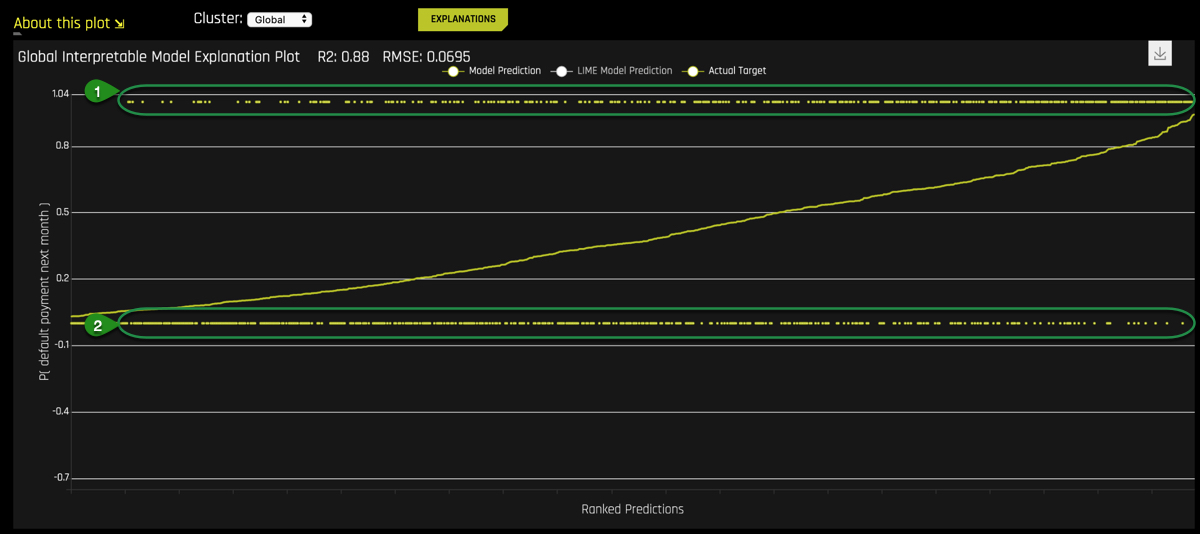 About this plot ⇲
Cluster: Global
EXPLANATIONS
Global Interpretable Model Explanation Plot R2: 0.88 RMSE: 0.0695
Model Prediction LIME Model Prediction Actual Target
1
1.04
0.8
0.5
0.2
2
-0.1
-0.4
-0.7
P( default payment next month )
Ranked Predictions